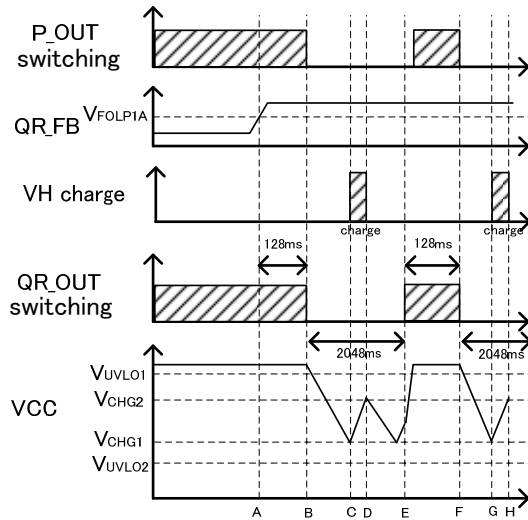 P_OUT
switching
VFOLP1A
QR_FB
VH charge
charge
charge
128ms
128ms
QR_OUT
switching
2048ms
2048ms
VUVLO1
VCHG2
VCC
VCHG1
VUVLO2
A B C D E F G H